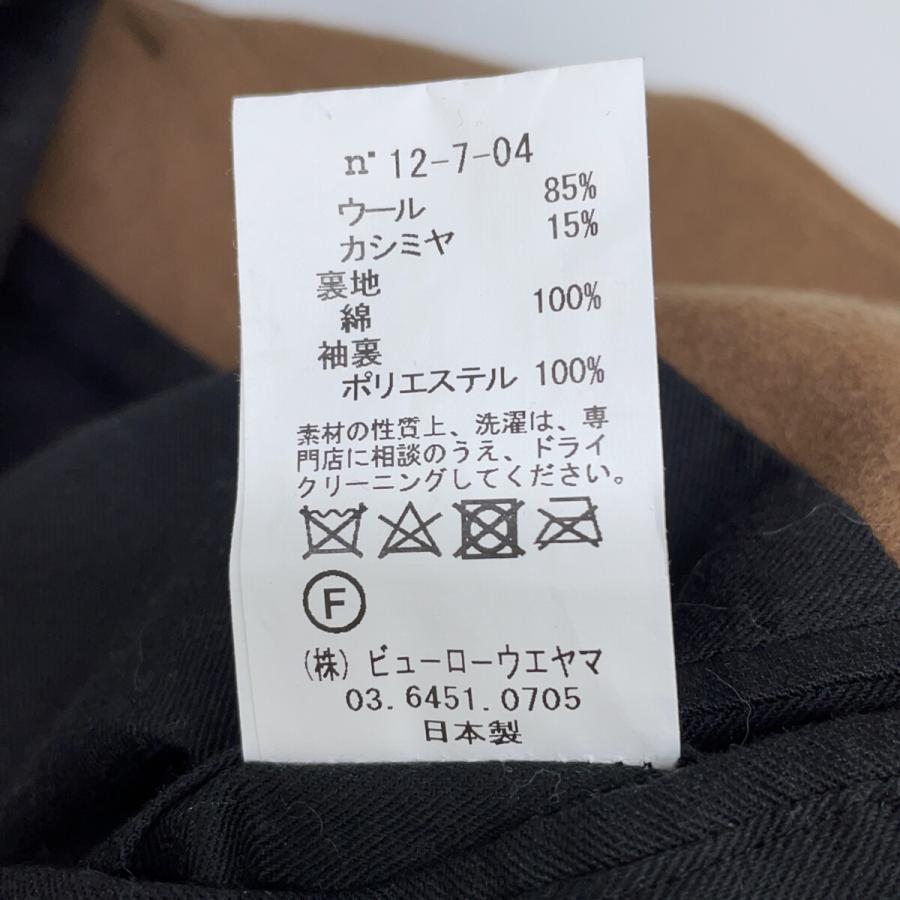 n° 12-7-04
ウール 85%
カシミヤ 15%
裏地
綿 100%
袖裏
ポリエステル 100%
素材の性質上、洗濯は、専
門店に相談のうえ、ドライ
クリーニングしてください。
F
(株) ビューローウエヤマ
03.6451.0705
日本製